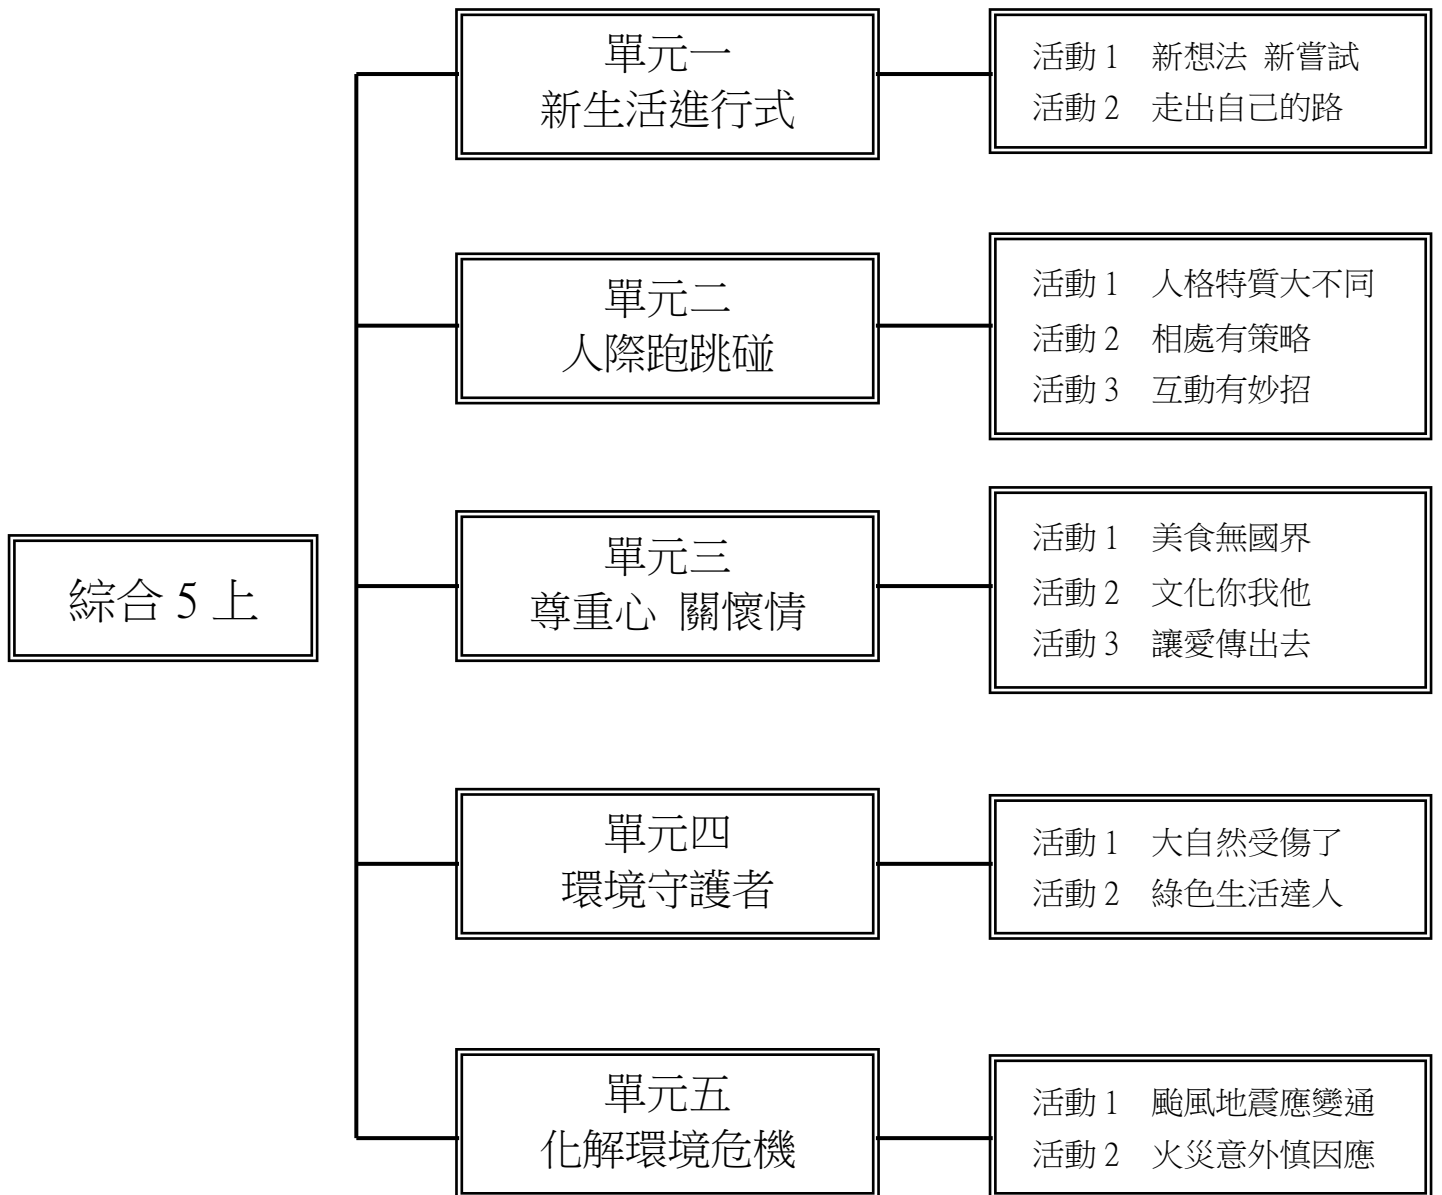 綜合 5 上
單元一
新生活進行式
活動 1 新想法 新嘗試
活動 2 走出自己的路
單元二
人際跑跳碰
活動 1 人格特質大不同
活動 2 相處有策略
活動 3 互動有妙招
單元三
尊重心 關懷情
活動 1 美食無國界
活動 2 文化你我他
活動 3 讓愛傳出去
單元四
環境守護者
活動 1 大自然受傷了
活動 2 綠色生活達人
單元五
化解環境危機
活動 1 颱風地震應變通
活動 2 火災意外慎因應